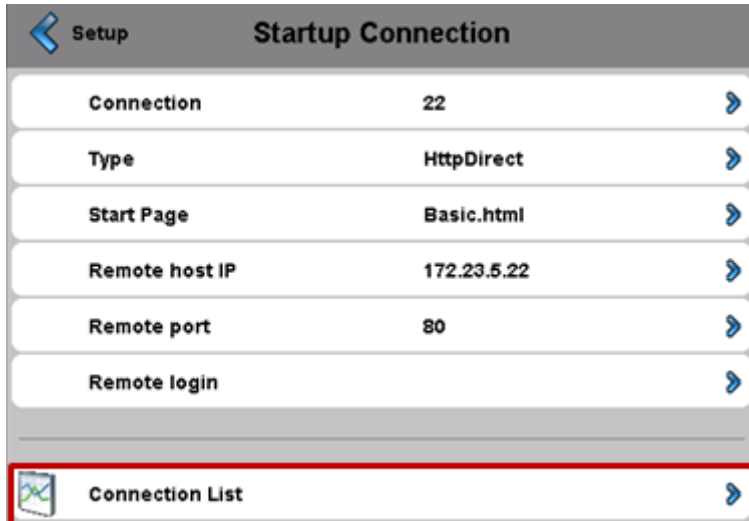 Setup Startup Connection
Connection 22
Type HttpDirect
Start Page Basic.html
Remote host IP 172.23.5.22
Remote port 80
Remote login
Connection List